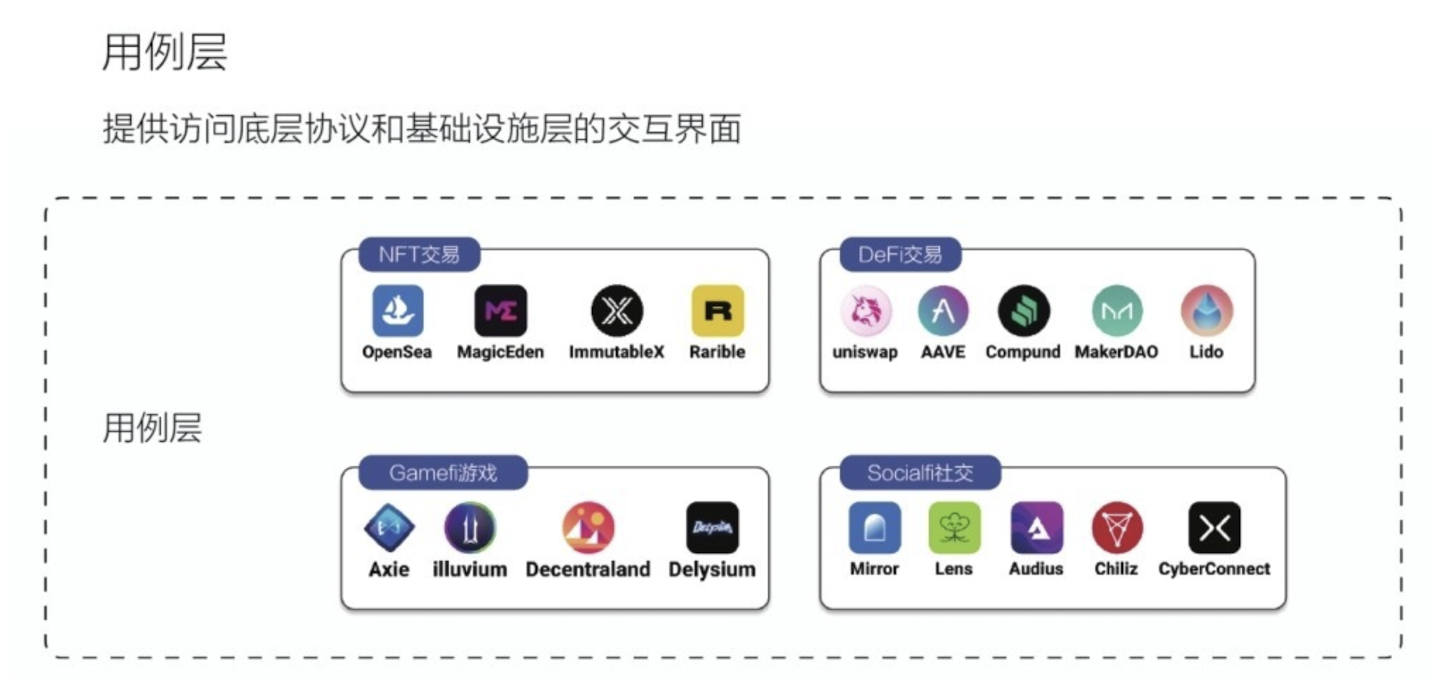 用例层
提供访问底层协议和基础设施层的交互界面
NFT交易
OpenSea MagicEden ImmutableX Rarible
DeFi交易
uniswap AAVE Compund MakerDAO Lido
用例层
Gamefi游戏
Axie illuvium Decentraland Delysium
Socialfi社交
Mirror Lens Audius Chiliz CyberConnect